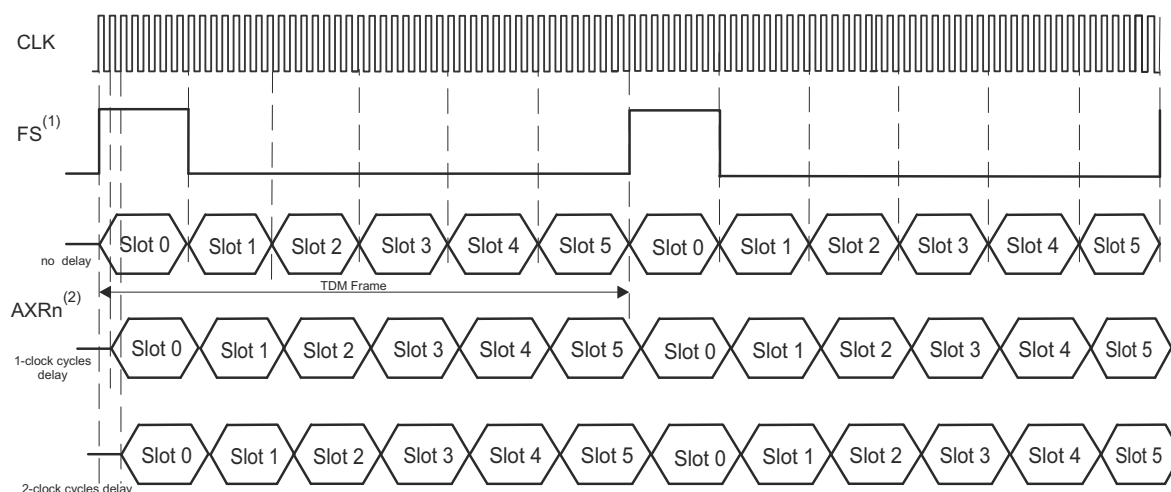 CLK
FS(1)
Slot 0 Slot 1 Slot 2 Slot 3 Slot 4 Slot 5 Slot 0 Slot 1 Slot 2 Slot 3 Slot 4 Slot 5
no delay
TDM Frame
AXRn(2)
Slot 0 Slot 1 Slot 2 Slot 3 Slot 4 Slot 5 Slot 0 Slot 1 Slot 2 Slot 3 Slot 4 Slot 5
1-clock cycles
delay
Slot 0 Slot 1 Slot 2 Slot 3 Slot 4 Slot 5 Slot 0 Slot 1 Slot 2 Slot 3 Slot 4 Slot 5
2-clock cycles delay